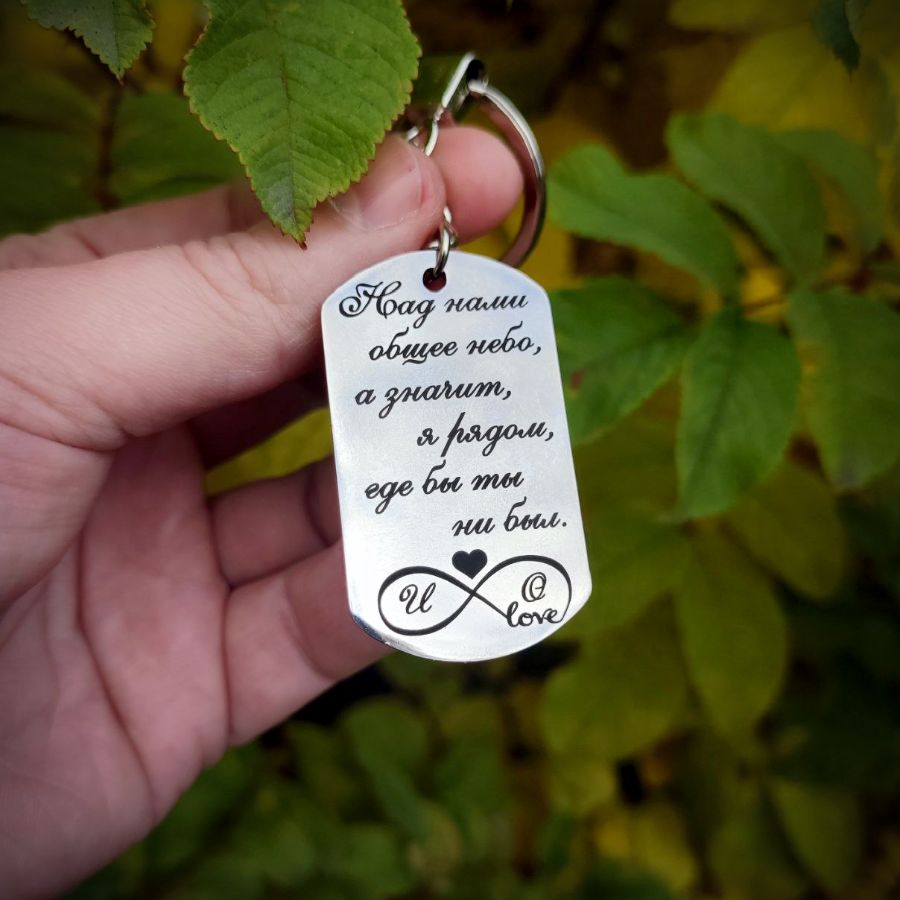 Над нами
общее небо,
а значит,
я рядом,
где бы ты
ни был.
И О
love